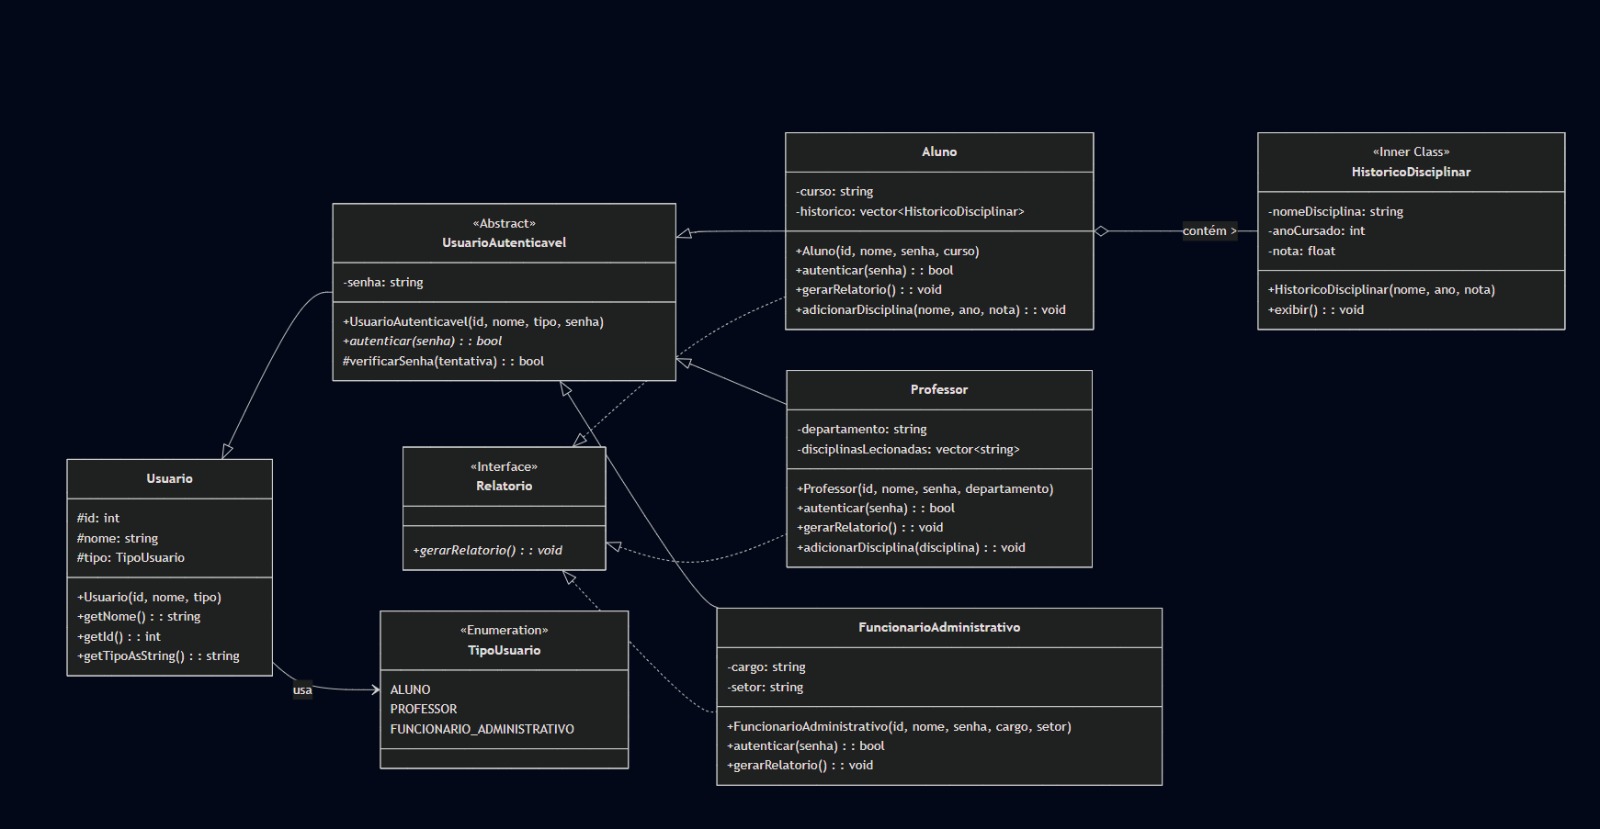 Aluno
-curso: string
-historico: vector<HistoricoDisciplinar>
+Aluno(id, nome, senha, curso)
+autenticar(senha) : : bool
+gerarRelatorio() : : void
+adicionarDisciplina(nome, ano, nota) : : void
contém >
«Inner Class»
HistoricoDisciplinar
-nomeDisciplina: string
-anoCursado: int
-nota: float
+HistoricoDisciplinar(nome, ano, nota)
+exibir() : : void
«Abstract»
UsuarioAutenticavel
-senha: string
+UsuarioAutenticavel(id, nome, tipo, senha)
+autenticar(senha) : : bool
#verificarSenha(tentativa) : : bool
Professor
-departamento: string
-disciplinasLecionadas: vector<string>
+Professor(id, nome, senha, departamento)
+autenticar(senha) : : bool
+gerarRelatorio() : : void
+adicionarDisciplina(disciplina) : : void
«Interface»
Relatorio
+gerarRelatorio() : : void
Usuario
#id: int
#nome: string
#tipo: TipoUsuario
+Usuario(id, nome, tipo)
+getNome() : : string
+getId() : : int
+getTipoAsString() : : string
usa
«Enumeration»
TipoUsuario
ALUNO
PROFESSOR
FUNCIONARIO_ADMINISTRATIVO
FuncionarioAdministrativo
-cargo: string
-setor: string
+FuncionarioAdministrativo(id, nome, senha, cargo, setor)
+autenticar(senha) : : bool
+gerarRelatorio() : : void